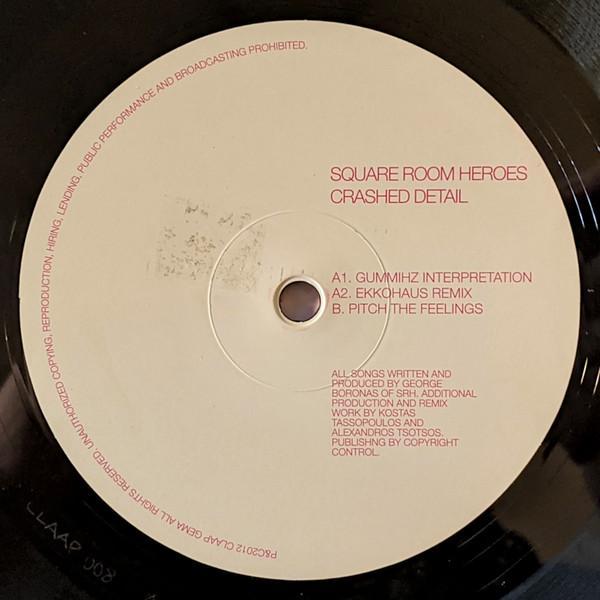 SQUARE ROOM HEROES
CRASHED DETAIL
A1. GUMMIHZ INTERPRETATION
A2. EKKOHAUS REMIX
B. PITCH THE FEELINGS
ALL SONGS WRITTEN AND
PRODUCED BY GEORGE
BORONAS OF SRH. ADDITIONAL
PRODUCTION AND REMIX
WORK BY KOSTAS
TASSOPOULOS AND
ALEXANDROS TSOTSOS.
PUBLISHNG BY COPYRIGHT
CONTROL.
P&C2012 CLAAP GEMA ALL RIGHTS RESERVED. UNAUTHORIZED COPYING, REPRODUCTION, HIRING, LENDING, PUBLIC PERFORMANCE AND BROADCASTING PROHIBITED.
CLAAP 008